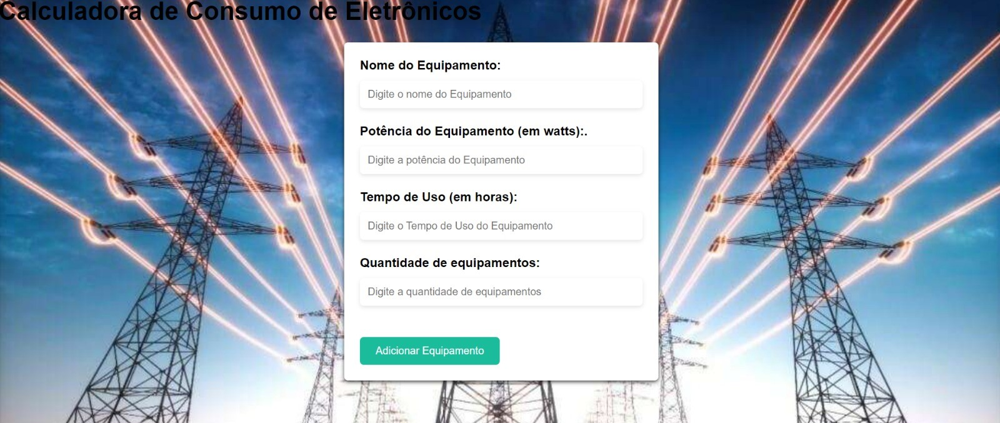 Calculadora de Consumo de Eletrônicos
Nome do Equipamento:
Digite o nome do Equipamento
Potência do Equipamento (em watts):.
Digite a potência do Equipamento
Tempo de Uso (em horas):
Digite o Tempo de Uso do Equipamento
Quantidade de equipamentos:
Digite a quantidade de equipamentos
Adicionar Equipamento